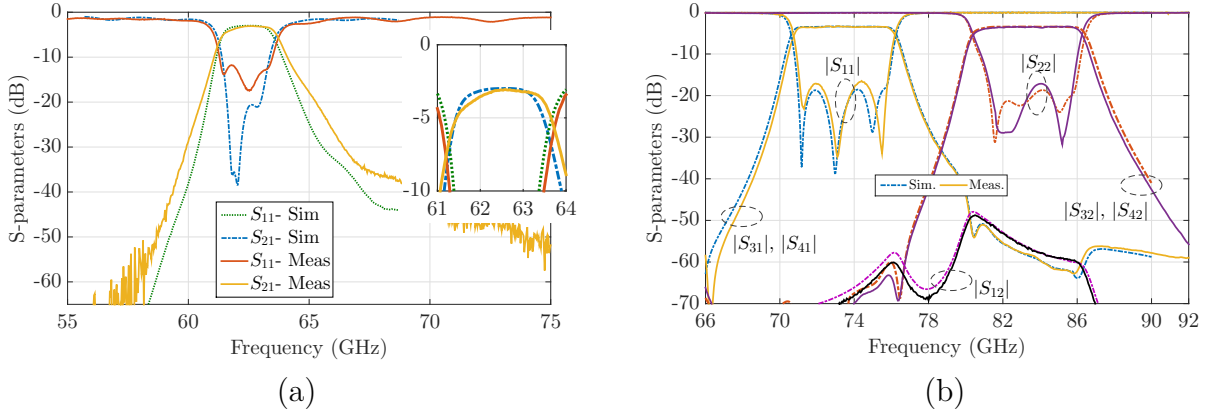 0
-10
-20
-30
-40
-50
-60
S-parameters (dB)
55
60
65
70
75
Frequency (GHz)
S11- Sim
S21- Sim
S11- Meas
S21- Meas
0
-5
-10
61
62
63
64
(a)
0
-10
-20
-30
-40
-50
-60
-70
S-parameters (dB)
66
70
74
78
82
86
90
92
Frequency (GHz)
|S11|
|S22|
Sim.
Meas.
|S31|, |S41|
|S32|, |S42|
|S12|
(b)